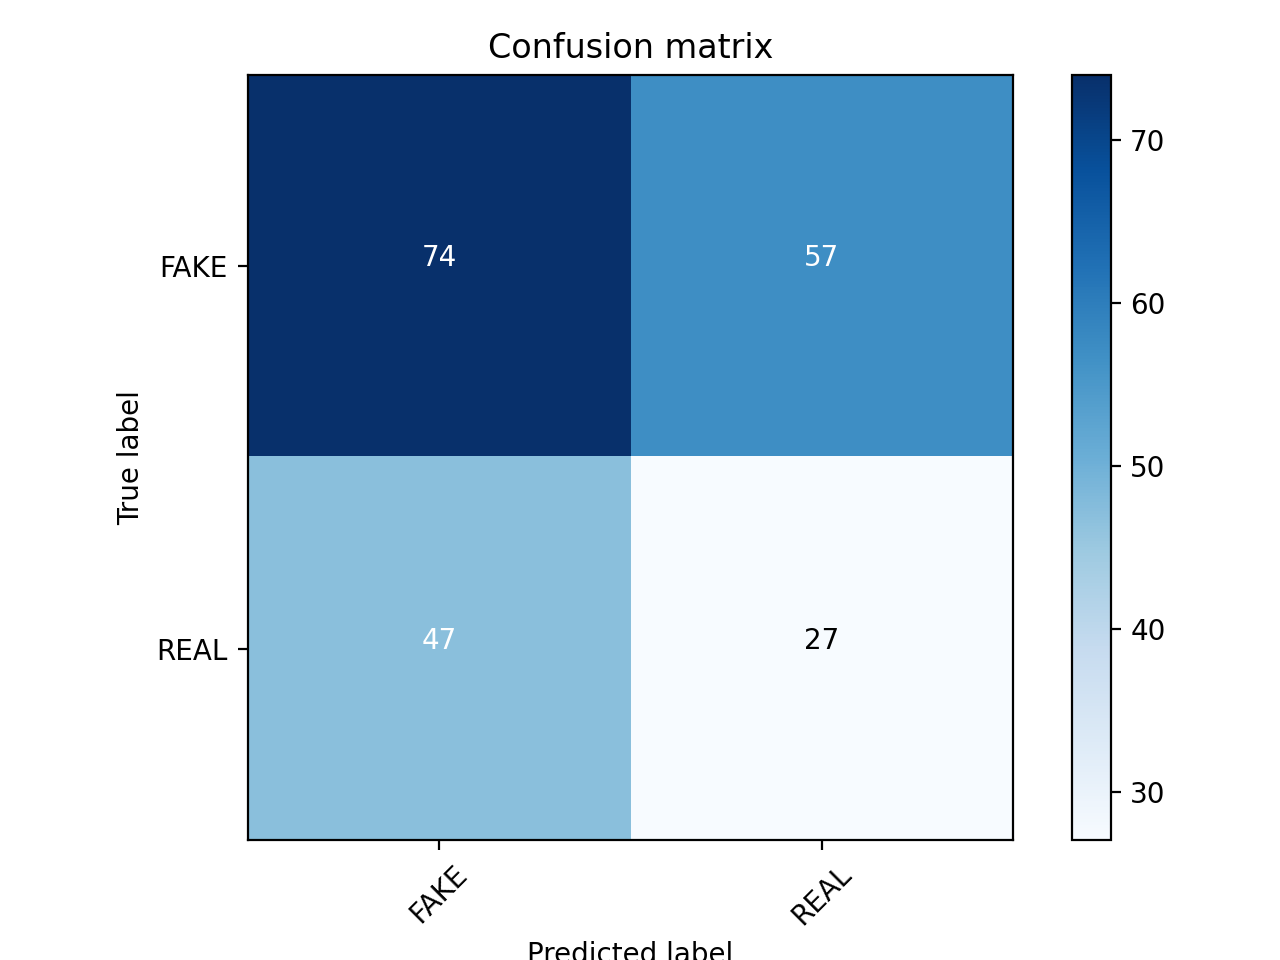 Confusion matrix
FAKE
REAL
True label
74
57
47
27
FAKE
REAL
Predicted label
70
60
50
40
30